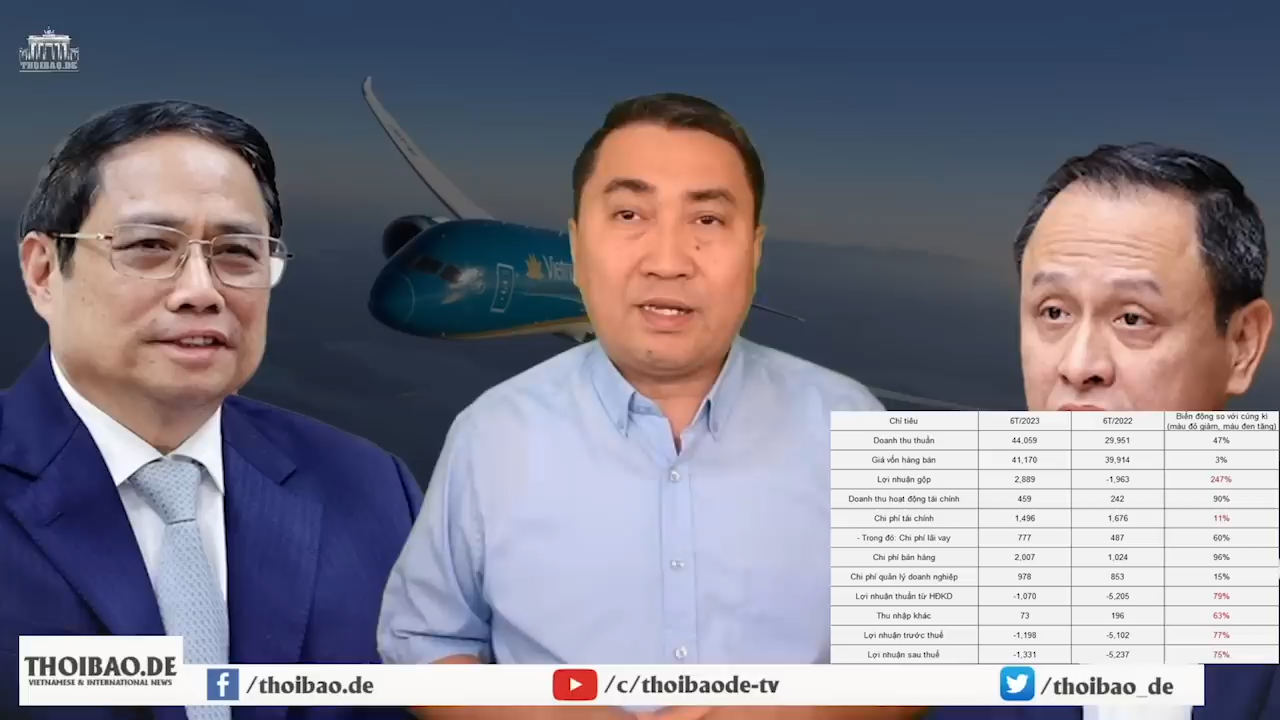 THOIBAO.DE
Vietn
Chỉ tiêu 6T/2023 6T/2022 Biến động so với cùng kì
(màu đỏ giảm, màu đen tăng)
Doanh thu thuần 44,059 29,951 47%
Giá vốn hàng bán 41,170 39,914 3%
Lợi nhuận gộp 2,889 -1,963 247%
Doanh thu hoạt động tài chính 459 242 90%
Chi phí tài chính 1,496 1,676 11%
- Trong đó: Chi phí lãi vay 777 487 60%
Chi phí bán hàng 2,007 1,024 96%
Chi phí quản lý doanh nghiệp 978 853 15%
Lợi nhuận thuần từ HĐKD -1,070 -5,205 79%
Thu nhập khác 73 196 63%
Lợi nhuận trước thuế -1,198 -5,102 77%
Lợi nhuận sau thuế -1,331 -5,237 75%
THOIBAO.DE
VIETNAMESE & INTERNATIONAL NEWS
/thoibao.de
/c/thoibaode-tv
/thoibao_de